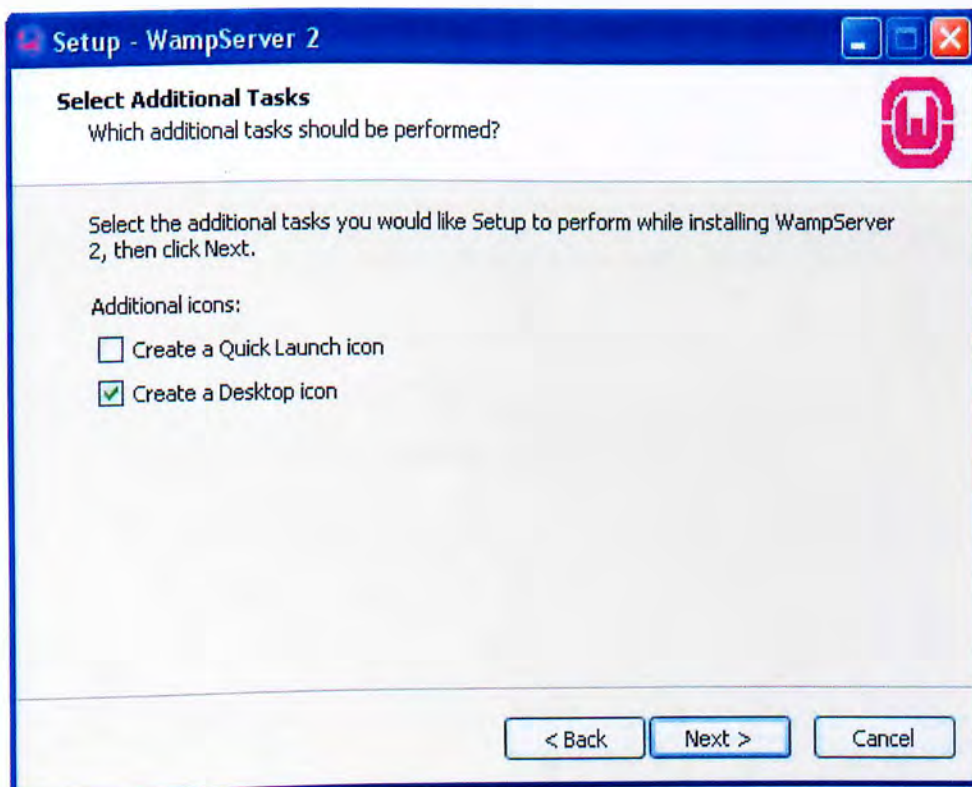 Setup - WampServer 2
Select Additional Tasks
Which additional tasks should be performed?
W
Select the additional tasks you would like Setup to perform while installing WampServer
2, then click Next.
Additional icons:
Create a Quick Launch icon
Create a Desktop icon
< Back
Next >
Cancel